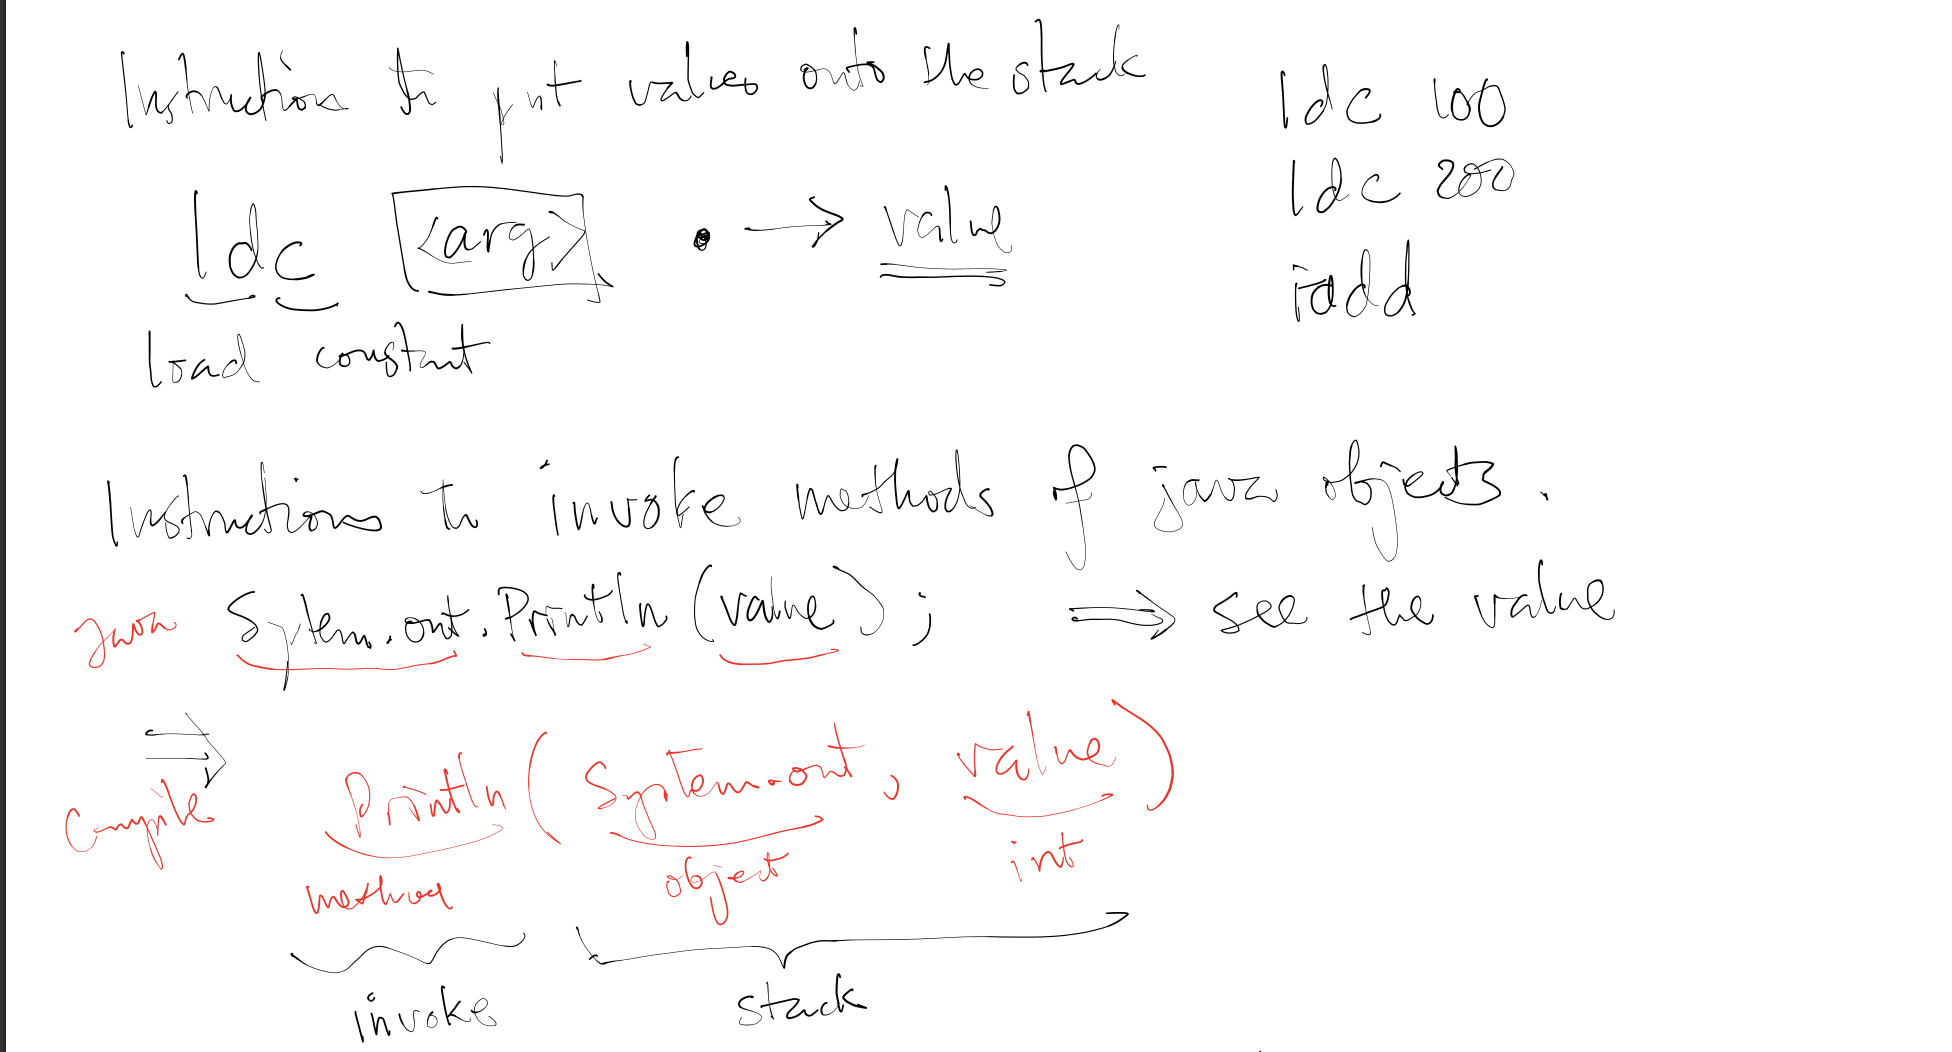 Instruction to put values onto the stack
ldc 100
ldc 200
iadd
ldc <arg> • → value
load constant
Instructions to invoke methods of java objects.
Java System.out.Println (value); ⇒ see the value
⇒ Compile
Println (System.out, value)
method object int
invoke stack